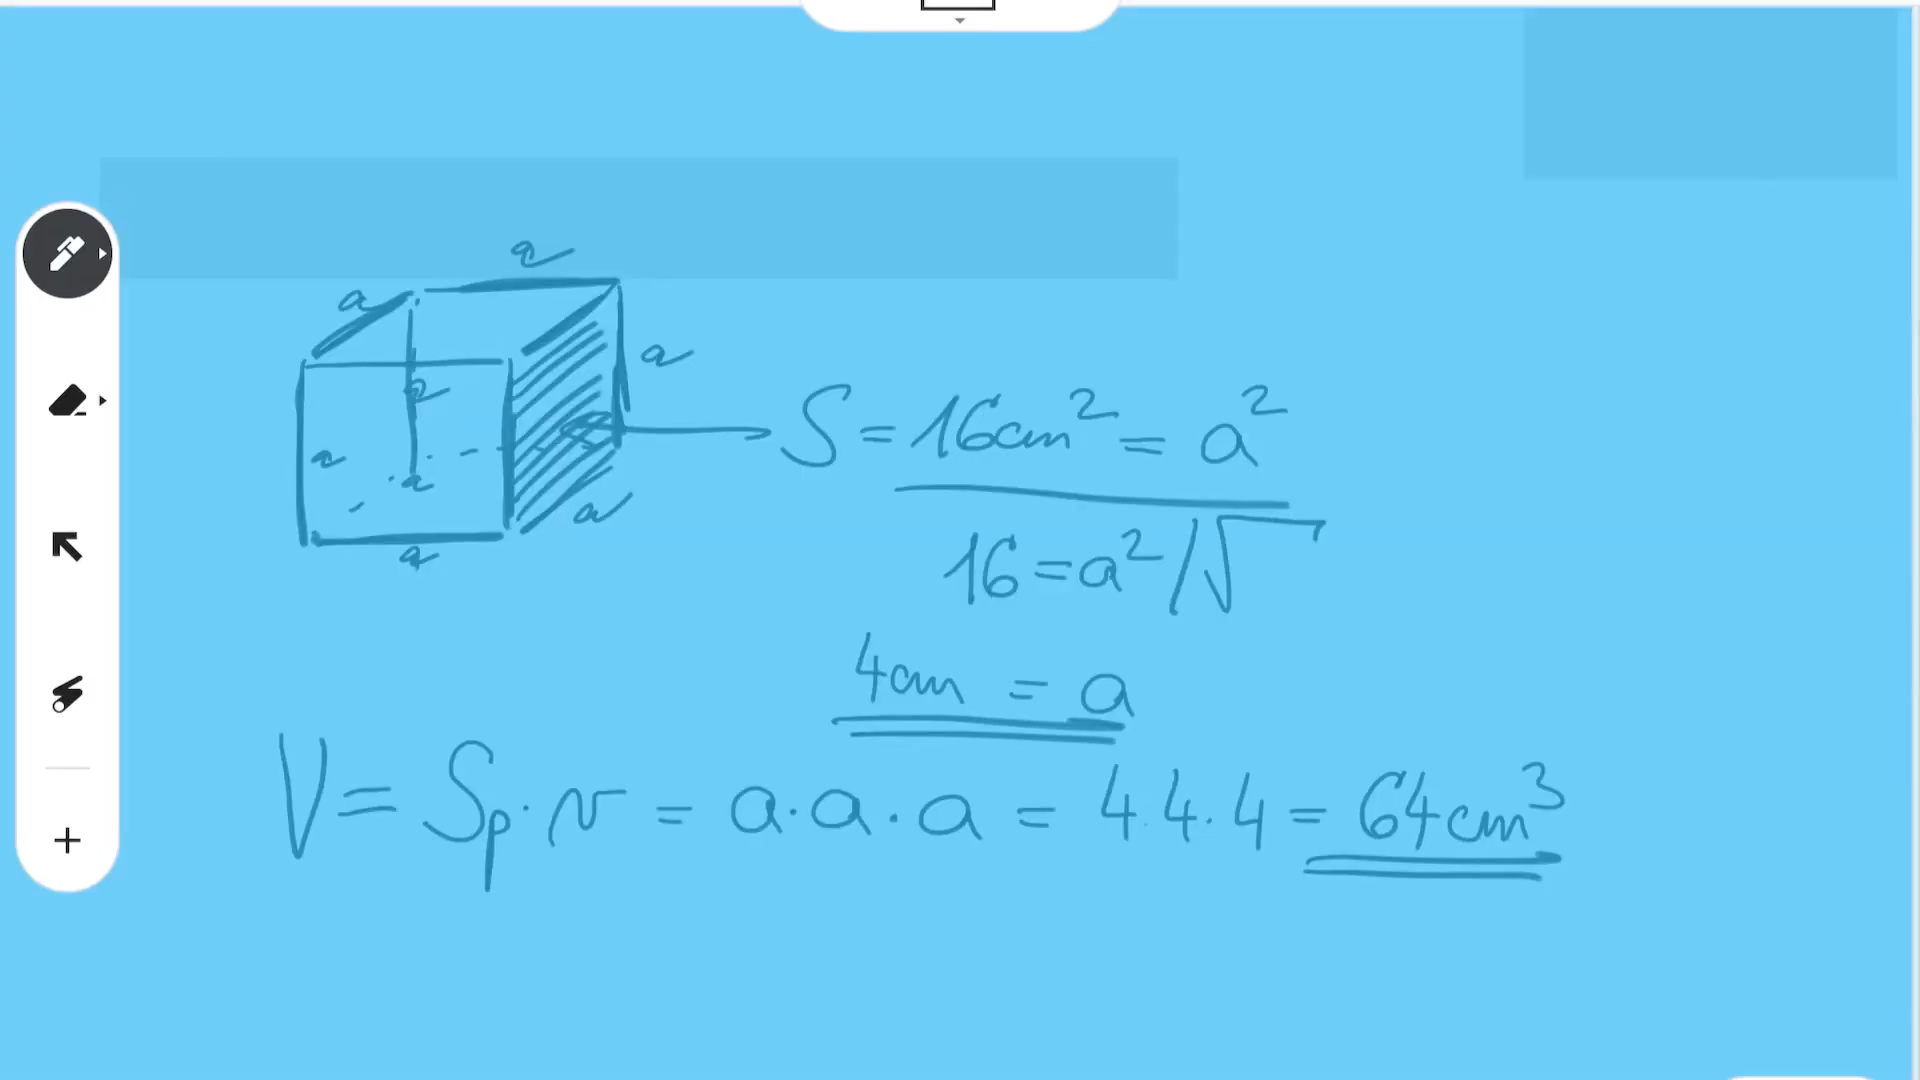 a
a
a
a
a
a
a
a
S = 16cm² = a²
16 = a² /√
4cm = a
V = Sp · v = a · a · a = 4 · 4 · 4 = 64cm³